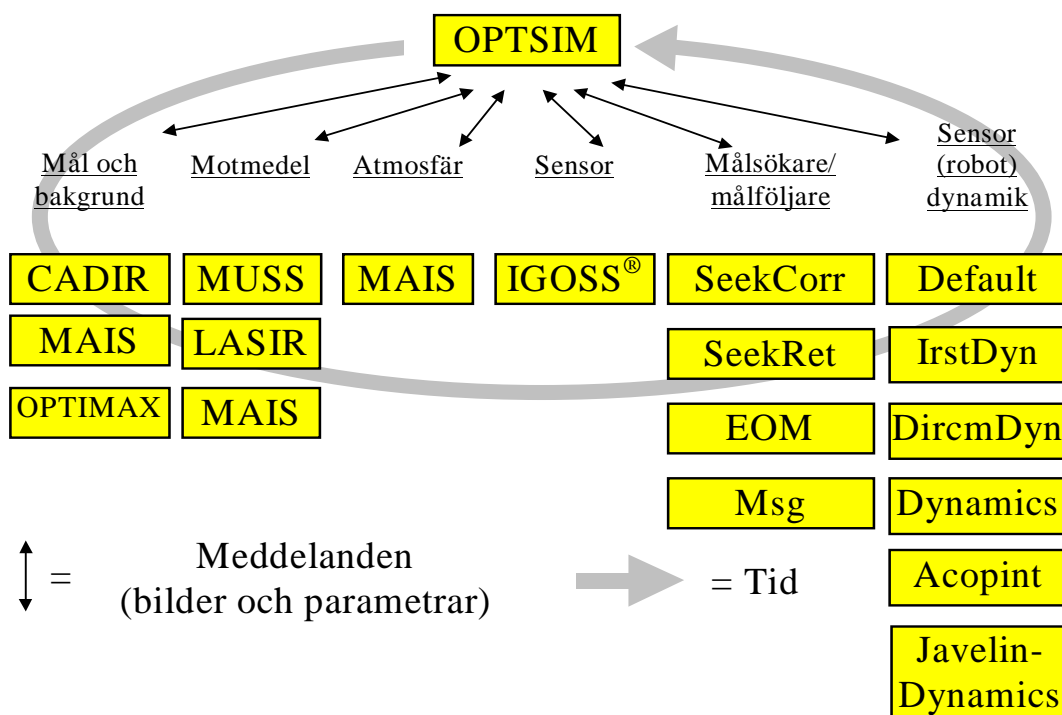 OPTSIM
Mål och
bakgrund
Motmedel
Atmosfär
Sensor
Målsökare/
målföljare
Sensor
(robot)
dynamik
CADIR
MUSS
MAIS
IGOSS®
SeekCorr
Default
MAIS
LASIR
SeekRet
IrstDyn
OPTIMAX
MAIS
EOM
DircmDyn
Msg
Dynamics
=
Meddelanden
(bilder och parametrar)
= Tid
Acopint
Javelin-
Dynamics